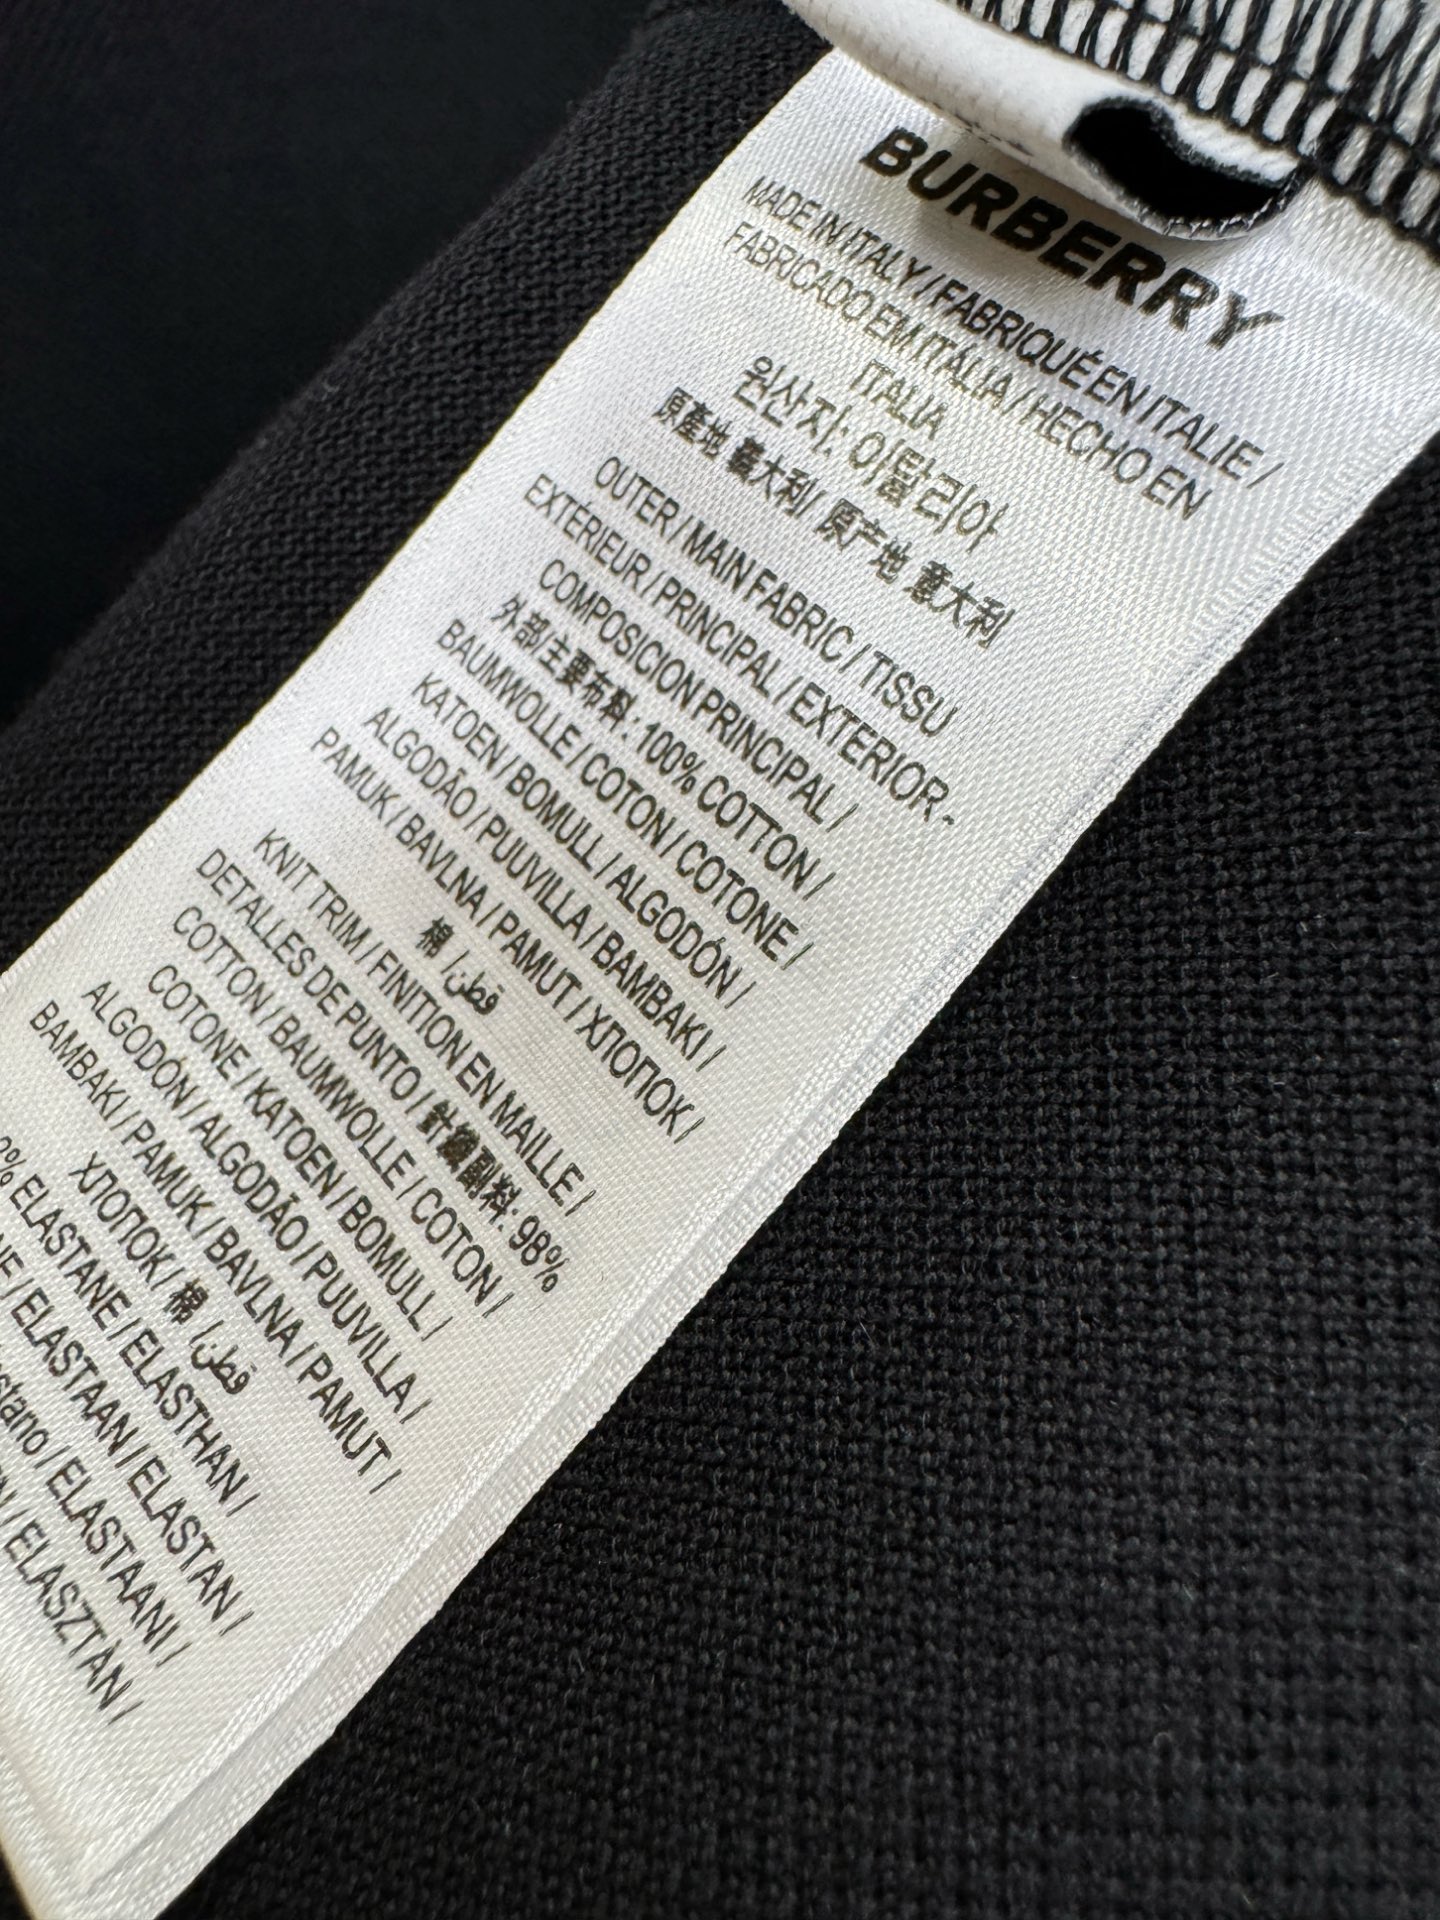 BURBERRY
MADE IN ITALY / FABRIQUÉ EN ITALIE /
FABRICADO EM ITÁLIA / HECHO EN
ITALIA
원산지: 이탈리아
原產地 義大利/ 原产地 意大利
OUTER / MAIN FABRIC / TISSU
EXTÉRIEUR / PRINCIPAL / EXTERIOR-
COMPOSICION PRINCIPAL /
外部主要布料: 100% COTTON /
BAUMWOLLE / COTON / COTONE /
KATOEN / BOMULL / ALGODÓN /
ALGODÃO / PUUVILLA / BAMBAKI /
PAMUK / BAVLNA / PAMUT / ХЛОПОК /
棉 / قطن
KNIT TRIM / FINITION EN MAILLE /
DETALLES DE PUNTO / 針織副料: 98%
COTTON / BAUMWOLLE / COTON /
COTONE / KATOEN / BOMULL /
ALGODÓN / ALGODÃO / PUUVILLA /
BAMBAKI / PAMUK / BAVLNA / PAMUT /
ХЛОПОК / 棉 / قطن
ELASTANE / ELASTHAN /
/ ELASTAAN / ELASTAN /
/ ELASTAANI /
/ ELASZTÁN /